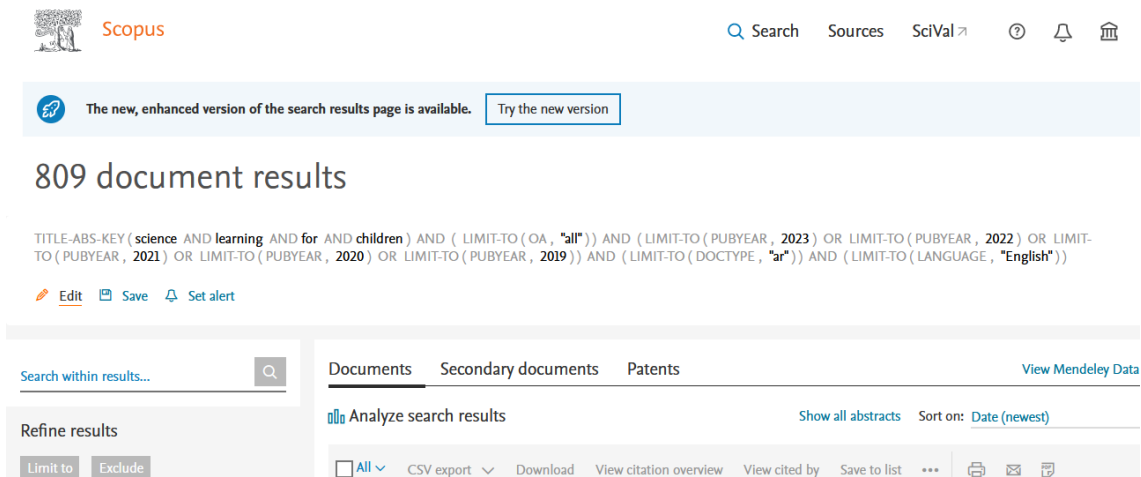 Scopus
Search Sources SciVal
The new, enhanced version of the search results page is available. Try the new version
809 document results
TITLE-ABS-KEY ( science AND learning AND for AND children ) AND ( LIMIT-TO ( OA , "all" ) ) AND ( LIMIT-TO ( PUBYEAR , 2023 ) OR LIMIT-TO ( PUBYEAR , 2022 ) OR LIMIT-
TO ( PUBYEAR , 2021 ) OR LIMIT-TO ( PUBYEAR , 2020 ) OR LIMIT-TO ( PUBYEAR , 2019 ) ) AND ( LIMIT-TO ( DOCTYPE , "ar" ) ) AND ( LIMIT-TO ( LANGUAGE , "English" ) )
Edit Save Set alert
Search within results...
Refine results
Limit to Exclude
Documents Secondary documents Patents View Mendeley Data
Analyze search results Show all abstracts Sort on: Date (newest)
All CSV export Download View citation overview View cited by Save to list •••